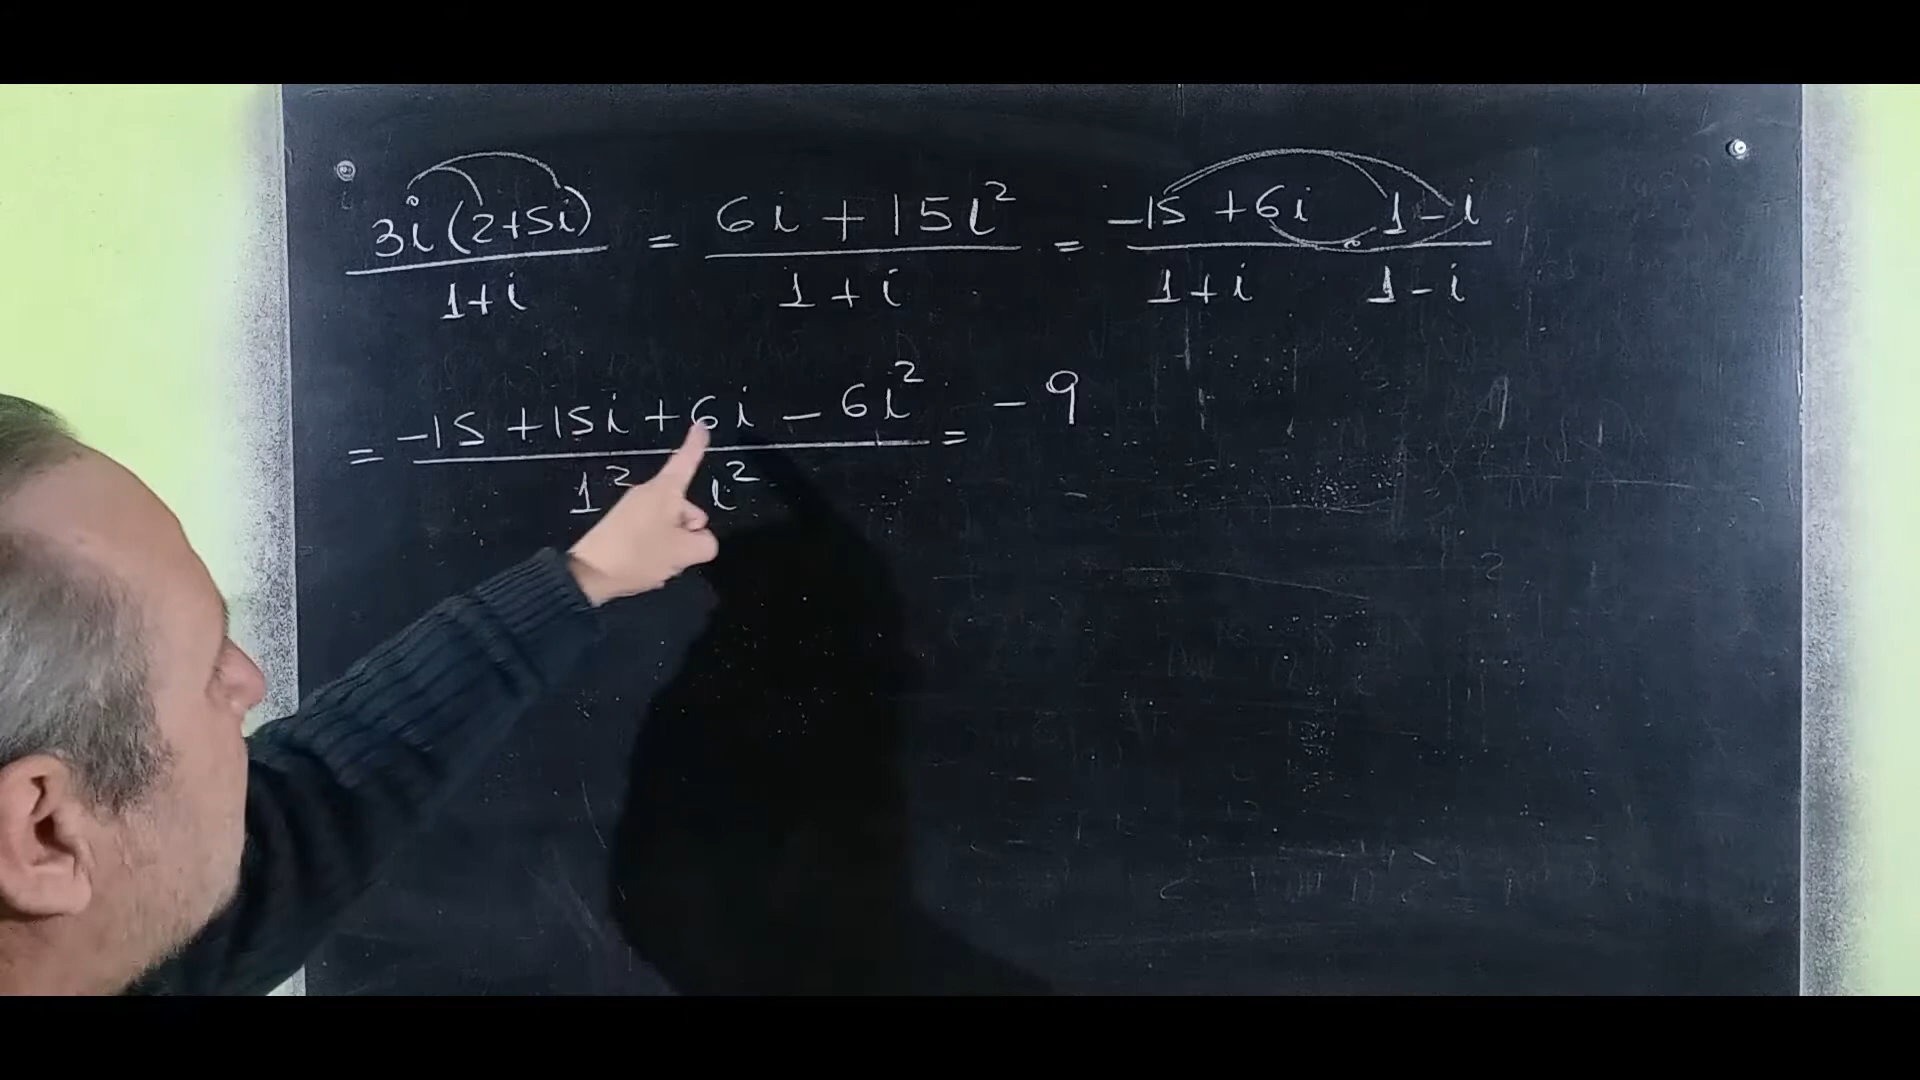 3i(2+5i)/1+i = 6i+15i²/1+i = -15+6i/1+i 1-i/1-i
= -15+15i+6i-6i²/1² i² = -9